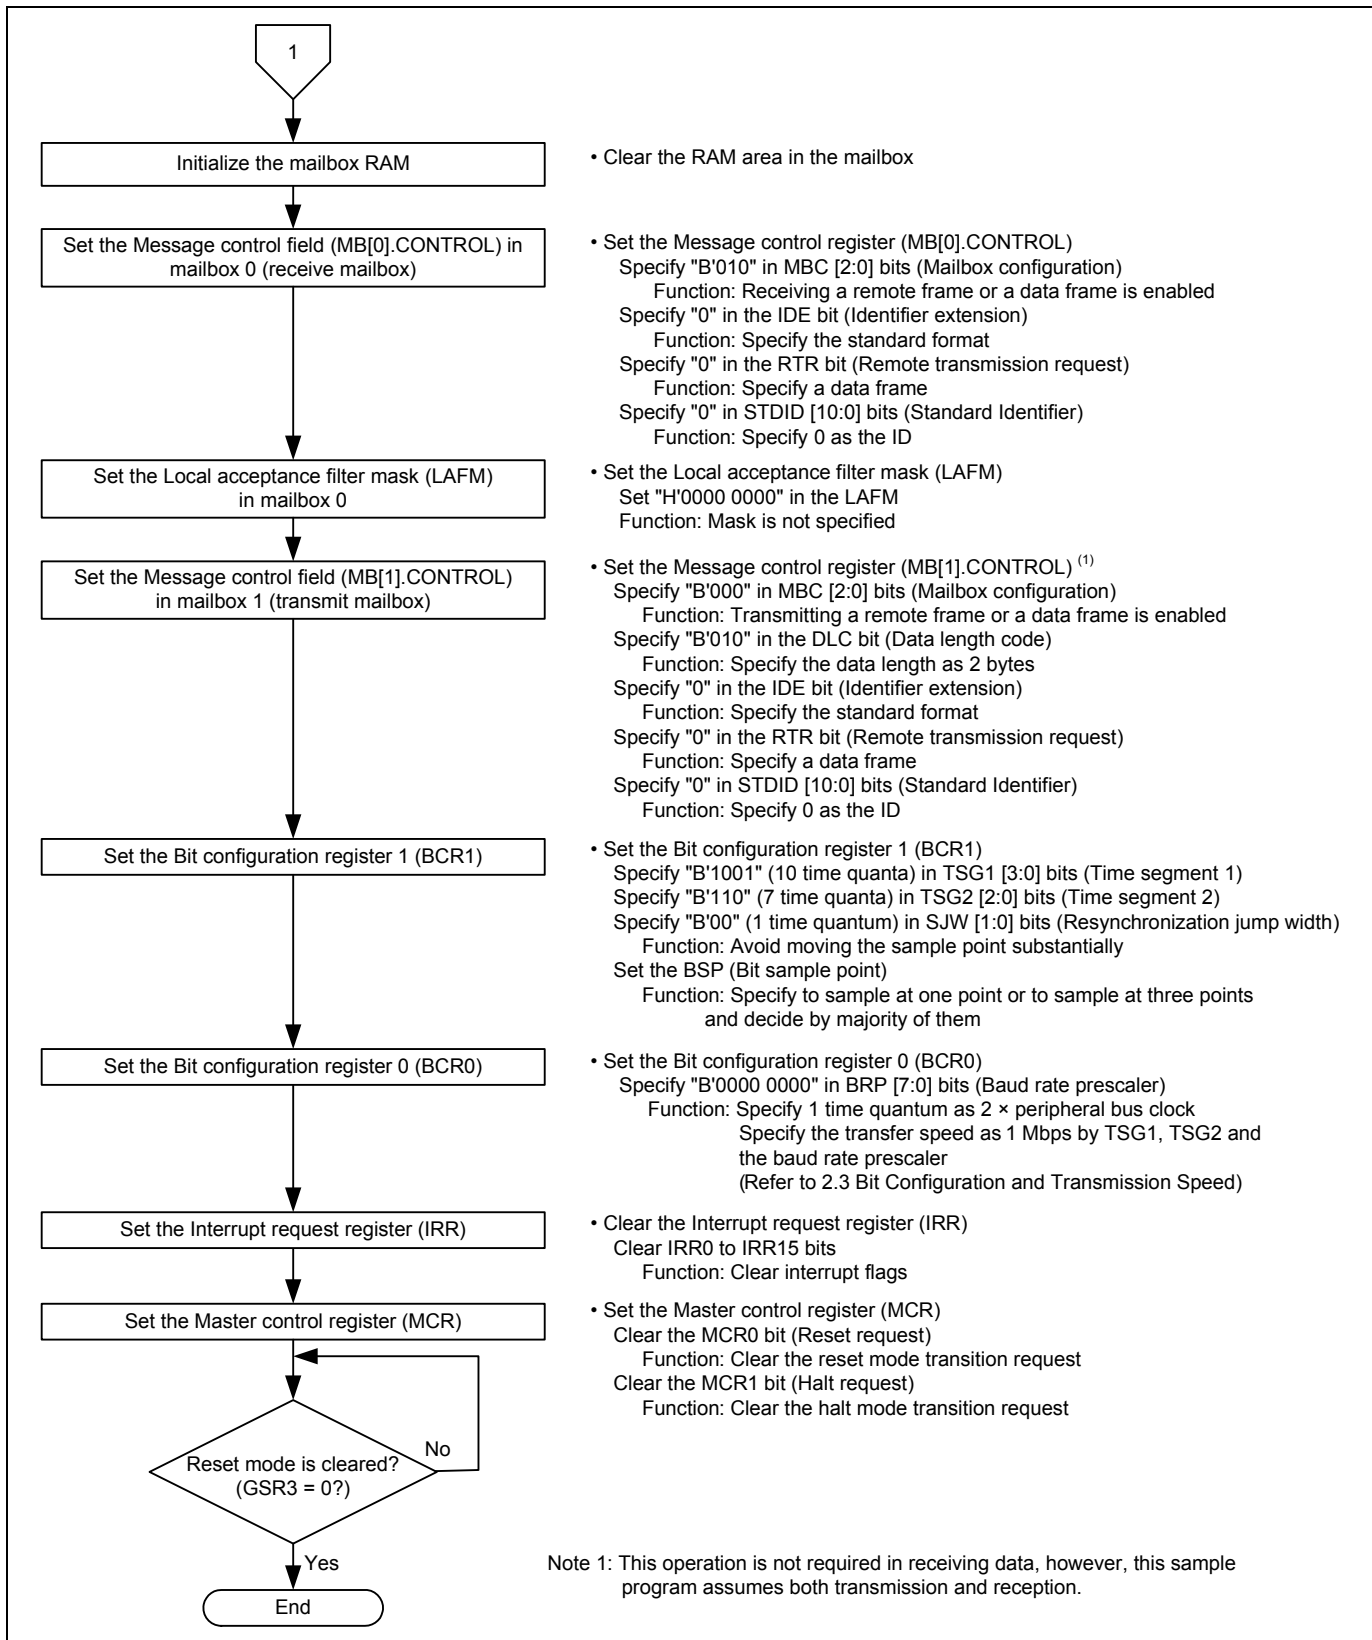 1
Initialize the mailbox RAM
• Clear the RAM area in the mailbox
Set the Message control field (MB[0].CONTROL) in
mailbox 0 (receive mailbox)
• Set the Message control register (MB[0].CONTROL)
Specify "B'010" in MBC [2:0] bits (Mailbox configuration)
Function: Receiving a remote frame or a data frame is enabled
Specify "0" in the IDE bit (Identifier extension)
Function: Specify the standard format
Specify "0" in the RTR bit (Remote transmission request)
Function: Specify a data frame
Specify "0" in STDID [10:0] bits (Standard Identifier)
Function: Specify 0 as the ID
Set the Local acceptance filter mask (LAFM)
in mailbox 0
• Set the Local acceptance filter mask (LAFM)
Set "H'0000 0000" in the LAFM
Function: Mask is not specified
Set the Message control field (MB[1].CONTROL)
in mailbox 1 (transmit mailbox)
• Set the Message control register (MB[1].CONTROL) (1)
Specify "B'000" in MBC [2:0] bits (Mailbox configuration)
Function: Transmitting a remote frame or a data frame is enabled
Specify "B'010" in the DLC bit (Data length code)
Function: Specify the data length as 2 bytes
Specify "0" in the IDE bit (Identifier extension)
Function: Specify the standard format
Specify "0" in the RTR bit (Remote transmission request)
Function: Specify a data frame
Specify "0" in STDID [10:0] bits (Standard Identifier)
Function: Specify 0 as the ID
Set the Bit configuration register 1 (BCR1)
• Set the Bit configuration register 1 (BCR1)
Specify "B'1001" (10 time quanta) in TSG1 [3:0] bits (Time segment 1)
Specify "B'110" (7 time quanta) in TSG2 [2:0] bits (Time segment 2)
Specify "B'00" (1 time quantum) in SJW [1:0] bits (Resynchronization jump width)
Function: Avoid moving the sample point substantially
Set the BSP (Bit sample point)
Function: Specify to sample at one point or to sample at three points
and decide by majority of them
Set the Bit configuration register 0 (BCR0)
• Set the Bit configuration register 0 (BCR0)
Specify "B'0000 0000" in BRP [7:0] bits (Baud rate prescaler)
Function: Specify 1 time quantum as 2 × peripheral bus clock
Specify the transfer speed as 1 Mbps by TSG1, TSG2 and
the baud rate prescaler
(Refer to 2.3 Bit Configuration and Transmission Speed)
Set the Interrupt request register (IRR)
• Clear the Interrupt request register (IRR)
Clear IRR0 to IRR15 bits
Function: Clear interrupt flags
Set the Master control register (MCR)
• Set the Master control register (MCR)
Clear the MCR0 bit (Reset request)
Function: Clear the reset mode transition request
Clear the MCR1 bit (Halt request)
Function: Clear the halt mode transition request
Reset mode is cleared?
(GSR3 = 0?)
No
Yes
End
Note 1: This operation is not required in receiving data, however, this sample
program assumes both transmission and reception.